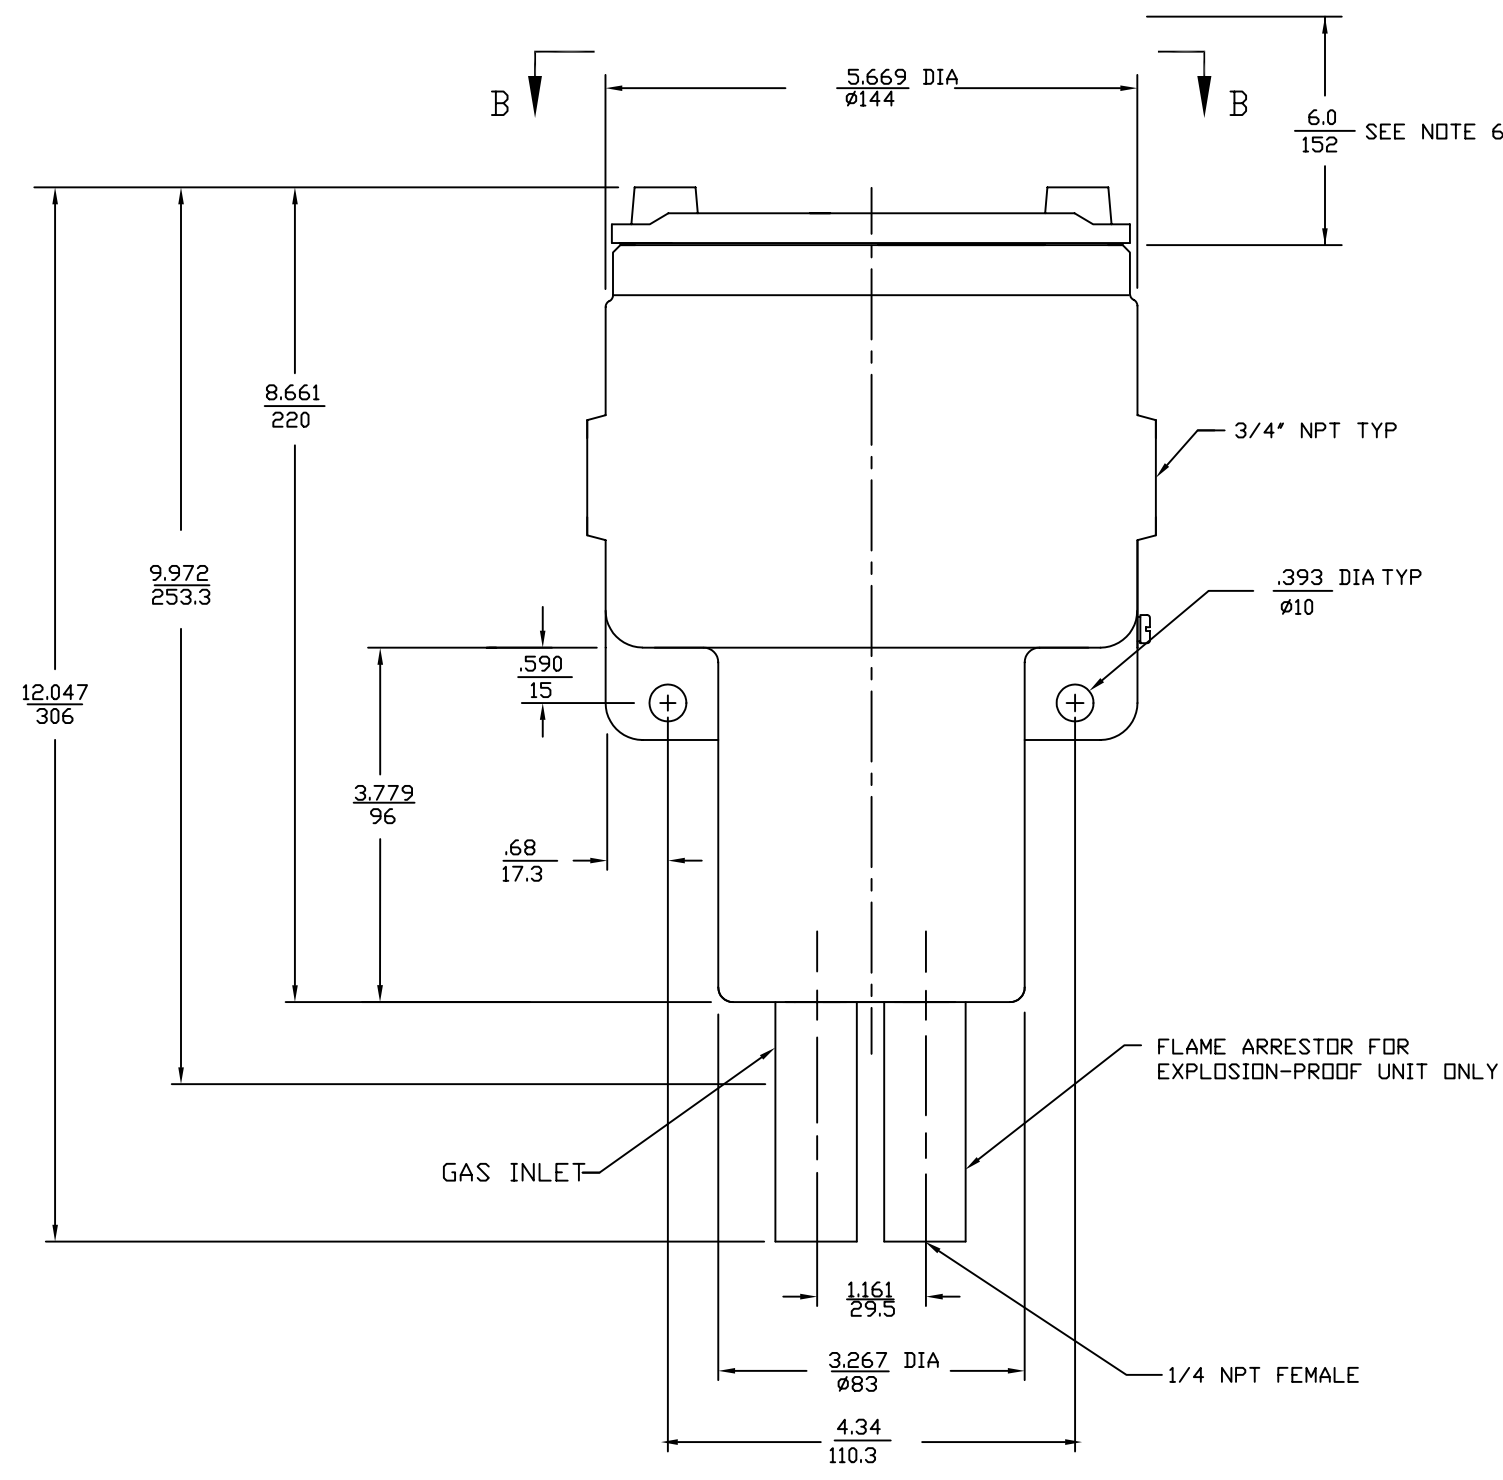 5.669 DIA
Ø144
B
B
6.0
152
SEE NOTE 6
8.661
220
3/4" NPT TYP
9.972
253.3
.393 DIA TYP
Ø10
.590
15
12.047
306
3.779
96
.68
17.3
FLAME ARRESTOR FOR
EXPLOSION-PROOF UNIT ONLY
GAS INLET
1.161
29.5
3.267 DIA
Ø83
1/4 NPT FEMALE
4.34
110.3